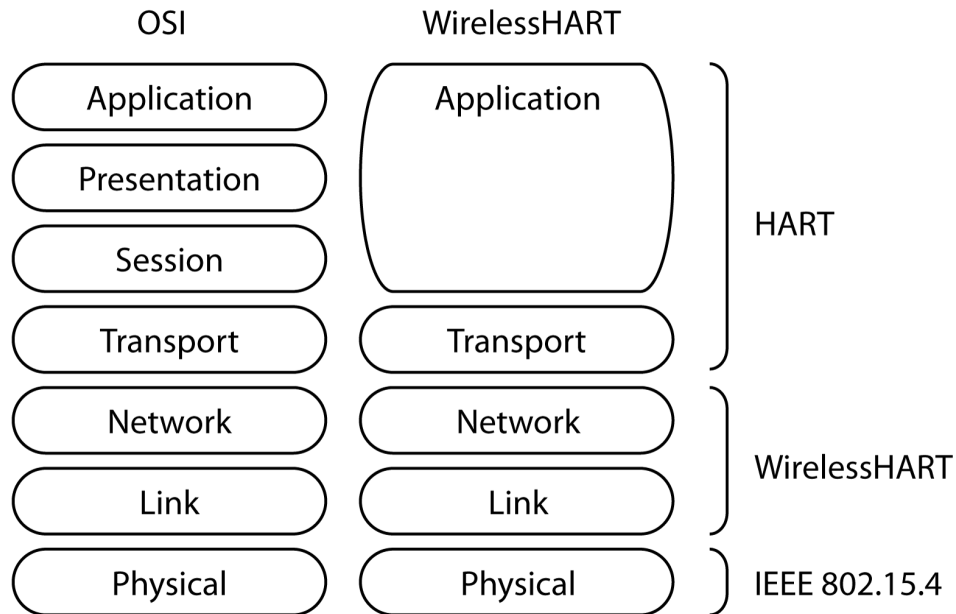 OSI
WirelessHART
Application
Application
Presentation
HART
Session
Transport
Transport
Network
Network
WirelessHART
Link
Link
Physical
Physical
IEEE 802.15.4